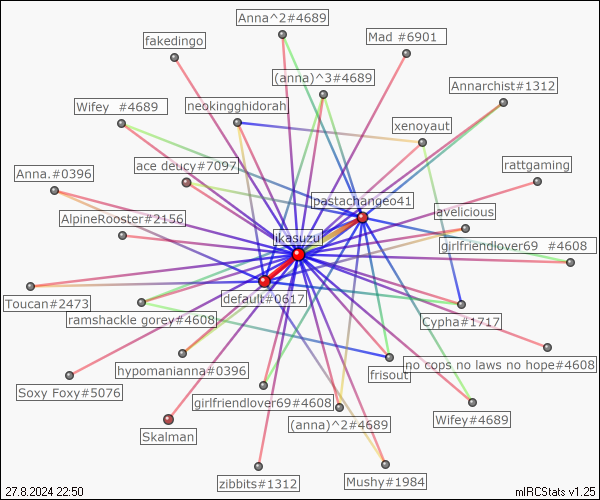 Anna^2#4689
fakedingo
Mad #6901
(anna)^3#4689
Annarchist#1312
Wifey #4689
neokingghidorah
xenoyaut
ace deucy#7097
rattgaming
Anna.#0396
pastachangeo41
AlpineRooster#2156
avelicious
ikasuzu
girlfriendlover69 #4608
Toucan#2473
default#0617
ramshackle gorey#4608
Cypha#1717
hypomanianna#0396
frisout
no cops no laws no hope#4608
Soxy Foxy#5076
girlfriendlover69#4608
Wifey#4689
(anna)^2#4689
Skalman
zibbits#1312
Mushy#1984
27.8.2024 22:50
mIRCStats v1.25